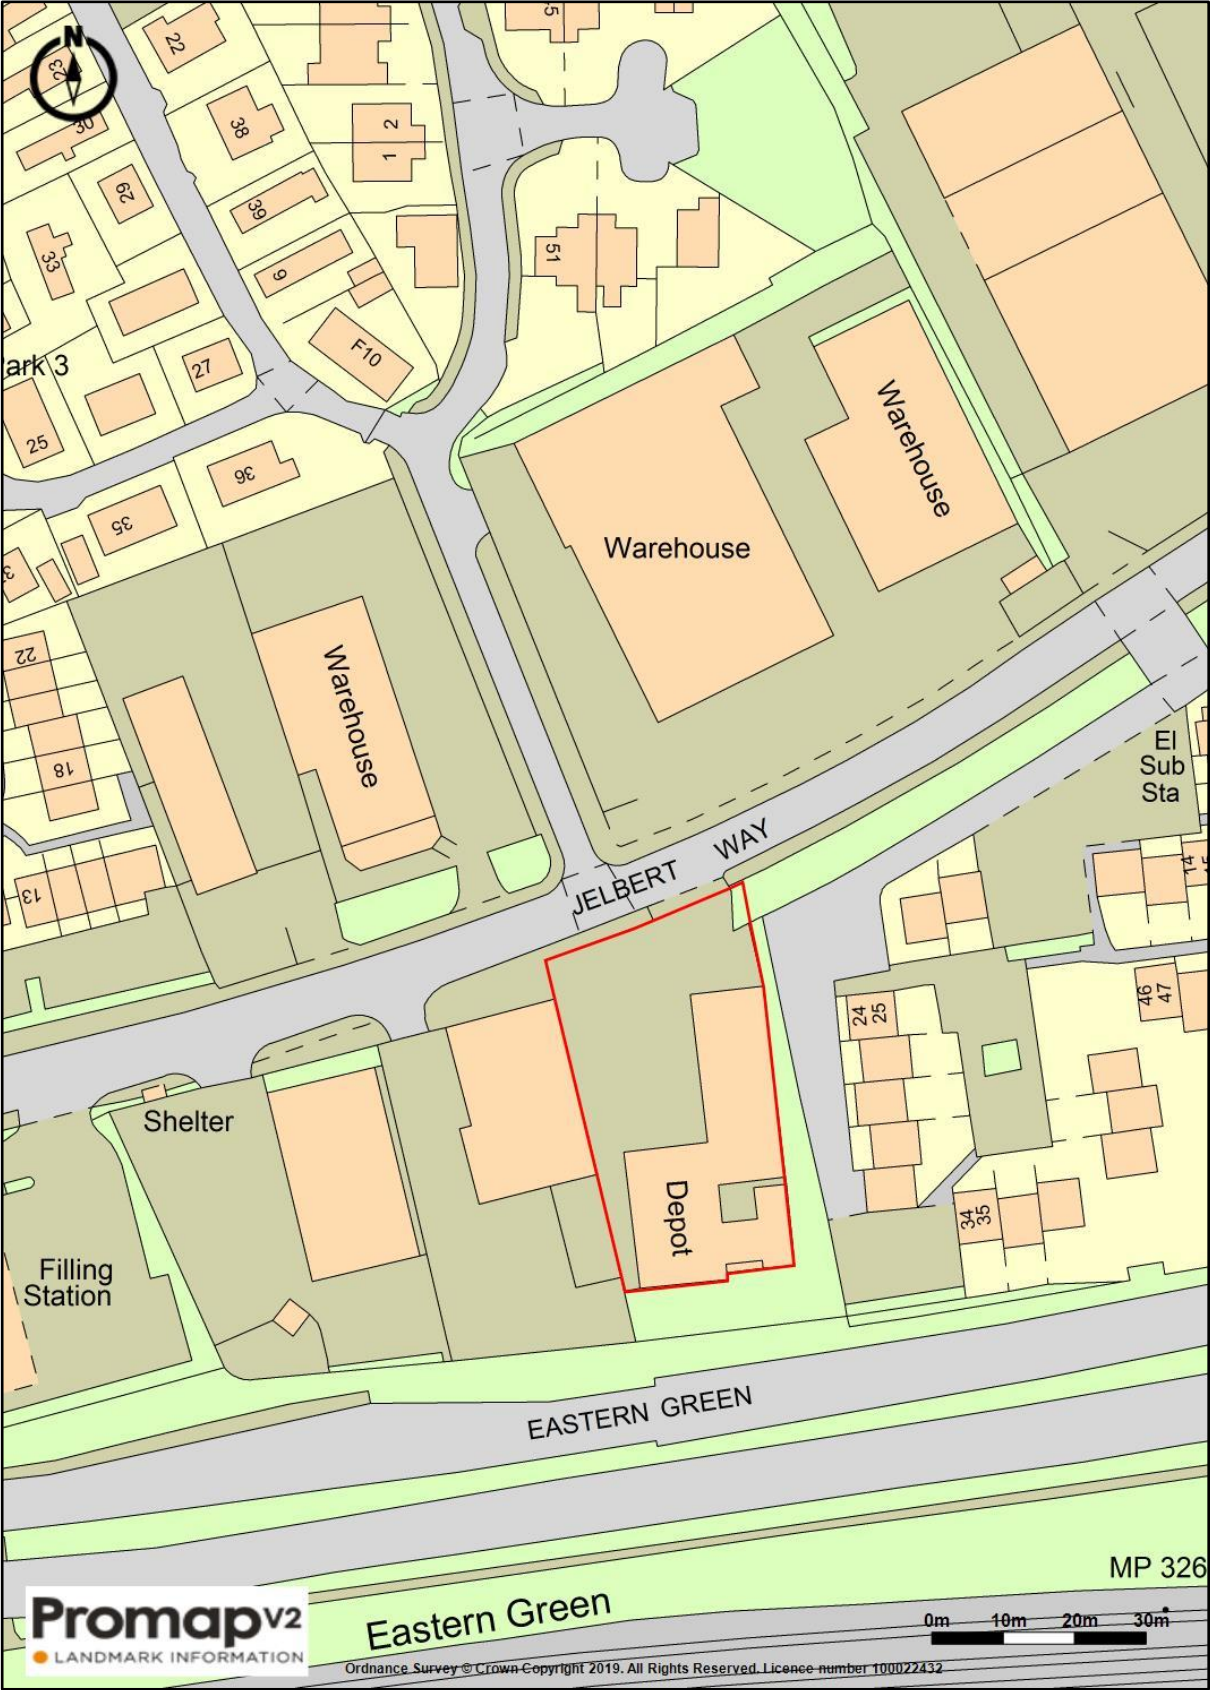 N
22
5
23
30
38
2
1
29
39
33
51
9
F10
27
ark 3
25
Warehouse
36
35
Warehouse
22
Warehouse
18
El
Sub
Sta
JELBERT WAY
13
14
24
25
46
47
Shelter
Depot
34
35
Filling
Station
EASTERN GREEN
MP 326
Eastern Green
0m 10m 20m 30m
Promap V2
LANDMARK INFORMATION
Ordnance Survey © Crown Copyright 2019. All Rights Reserved. Licence number 100022432